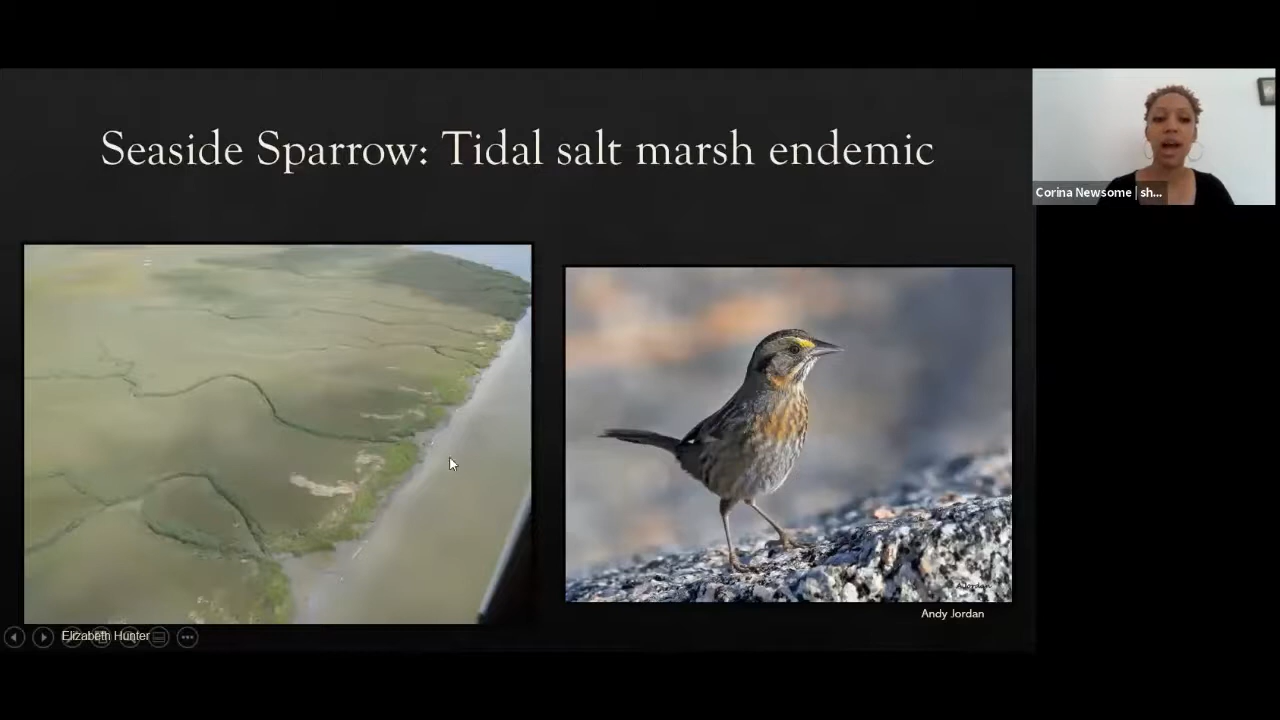 Seaside Sparrow: Tidal salt marsh endemic
Corina Newsome | sh...
Andy Jordan
Elizabeth Hunter